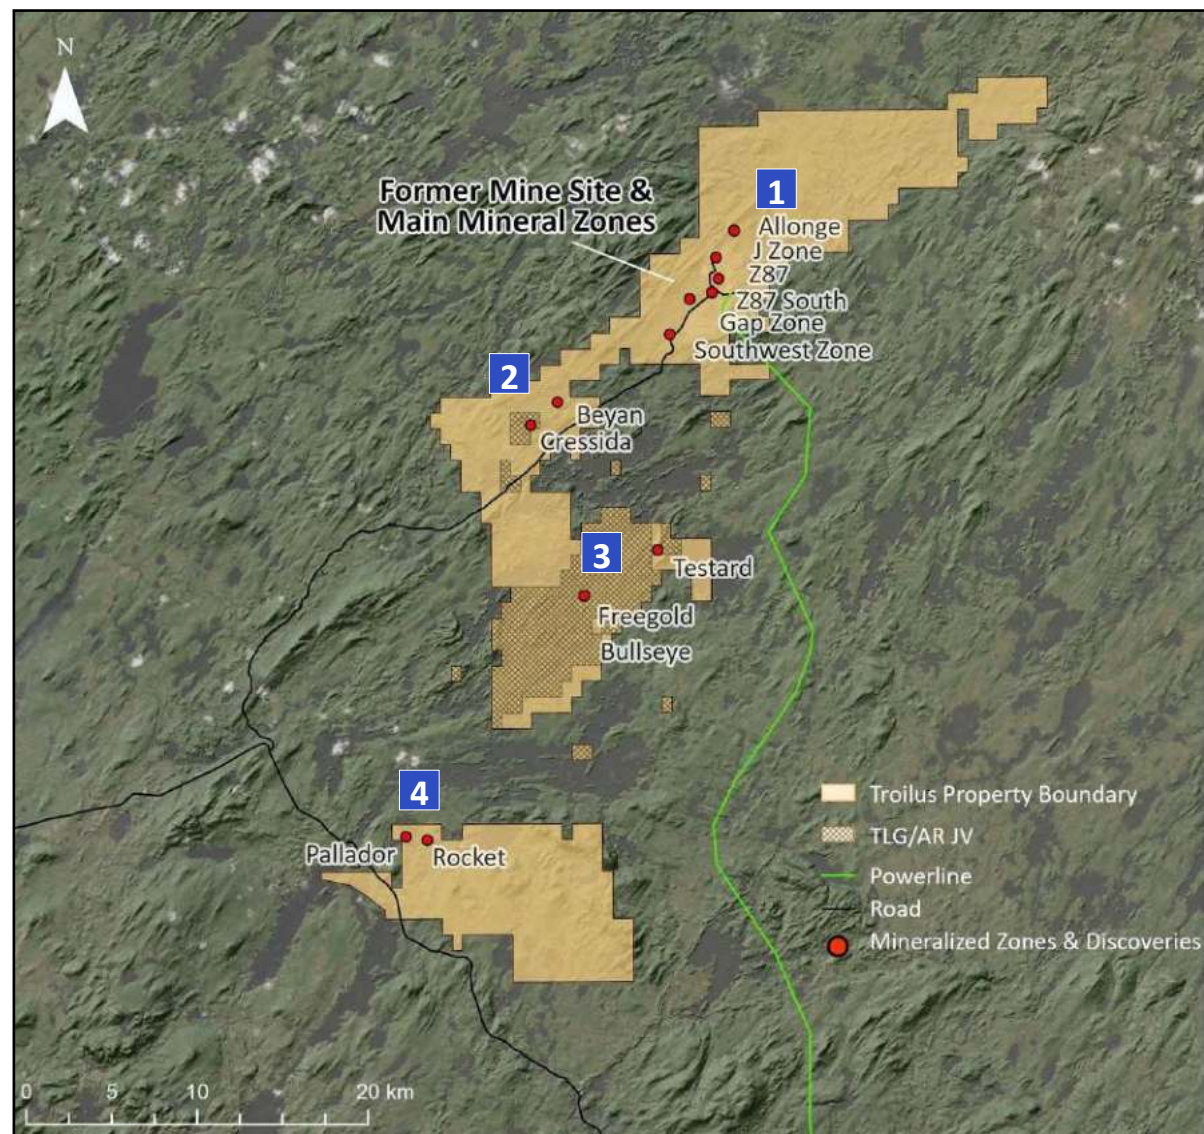 N
1
Former Mine Site &
Main Mineral Zones
Allonge
J Zone
Z87
Z87 South
Gap Zone
Southwest Zone
2
Beyan
Cressida
3
Testard
Freegold
Bullseye
4
Pallador
Rocket
Troilus Property Boundary
TLG/AR JV
Powerline
Road
Mineralized Zones & Discoveries
0 5 10 20 km